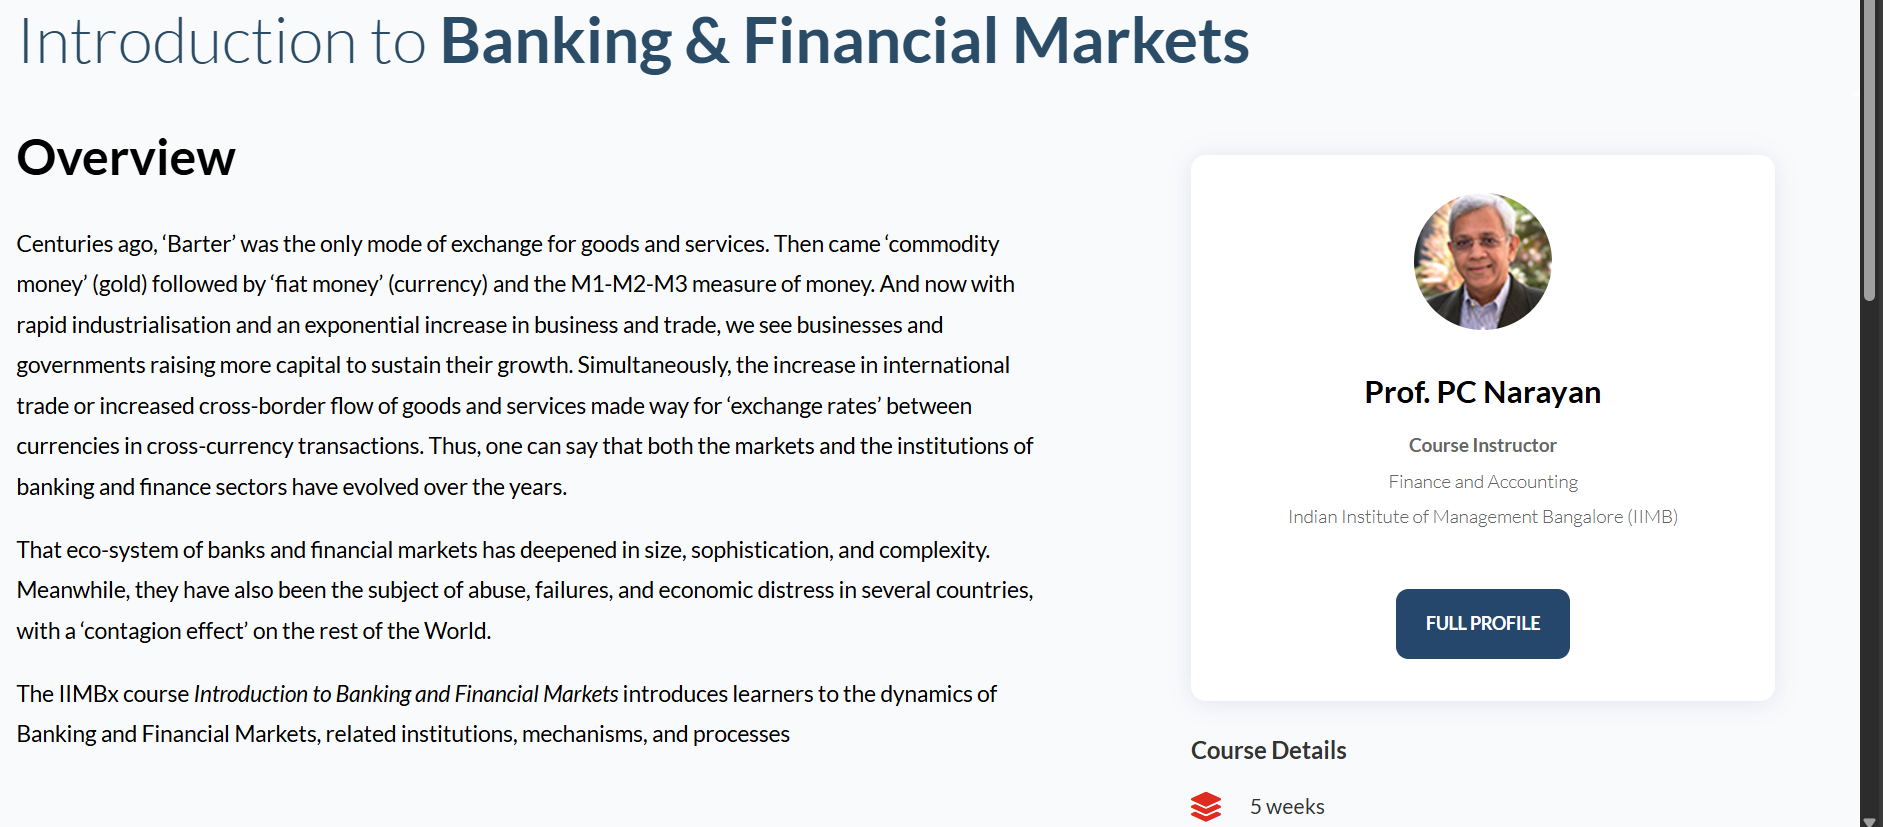 Introduction to Banking & Financial Markets
Overview
Centuries ago, ‘Barter’ was the only mode of exchange for goods and services. Then came ‘commodity
money’ (gold) followed by ‘fiat money’ (currency) and the M1-M2-M3 measure of money. And now with
rapid industrialisation and an exponential increase in business and trade, we see businesses and
governments raising more capital to sustain their growth. Simultaneously, the increase in international
trade or increased cross-border flow of goods and services made way for ‘exchange rates’ between
currencies in cross-currency transactions. Thus, one can say that both the markets and the institutions of
banking and finance sectors have evolved over the years.
That eco-system of banks and financial markets has deepened in size, sophistication, and complexity.
Meanwhile, they have also been the subject of abuse, failures, and economic distress in several countries,
with a ‘contagion effect’ on the rest of the World.
The IIMBx course Introduction to Banking and Financial Markets introduces learners to the dynamics of
Banking and Financial Markets, related institutions, mechanisms, and processes
Prof. PC Narayan
Course Instructor
Finance and Accounting
Indian Institute of Management Bangalore (IIMB)
FULL PROFILE
Course Details
5 weeks